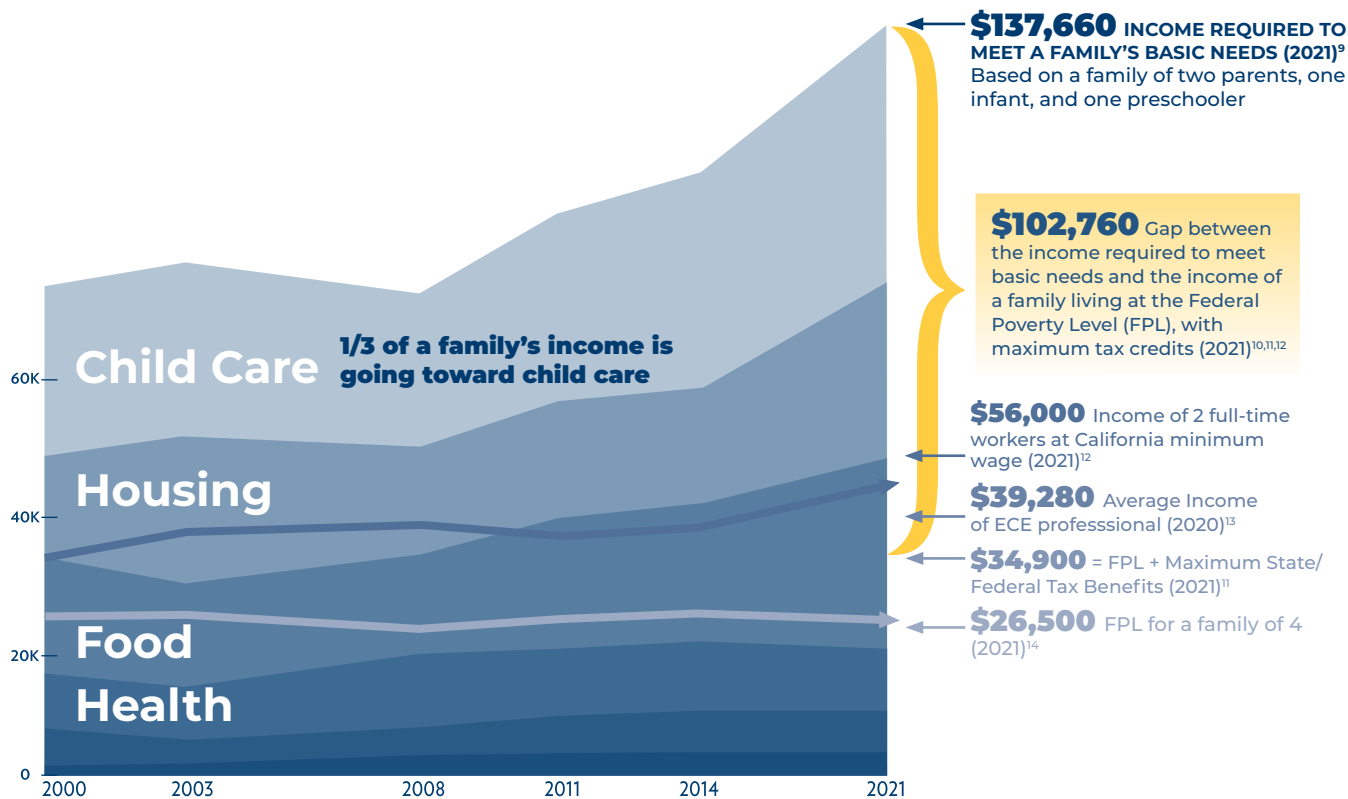 $137,660 INCOME REQUIRED TO
MEET A FAMILY'S BASIC NEEDS (2021)⁹
Based on a family of two parents, one
infant, and one preschooler
$102,760 Gap between
the income required to meet
basic needs and the income of
a family living at the Federal
Poverty Level (FPL), with
maximum tax credits (2021)¹⁰,¹¹,¹²
1/3 of a family's income is
going toward child care
Child Care
Housing
Food
Health
$56,000 Income of 2 full-time
workers at California minimum
wage (2021)¹²
$39,280 Average Income
of ECE professsional (2020)¹³
$34,900 = FPL + Maximum State/
Federal Tax Benefits (2021)¹¹
$26,500 FPL for a family of 4
(2021)¹⁴
60K
40K
20K
0
2000 2003 2008 2011 2014 2021